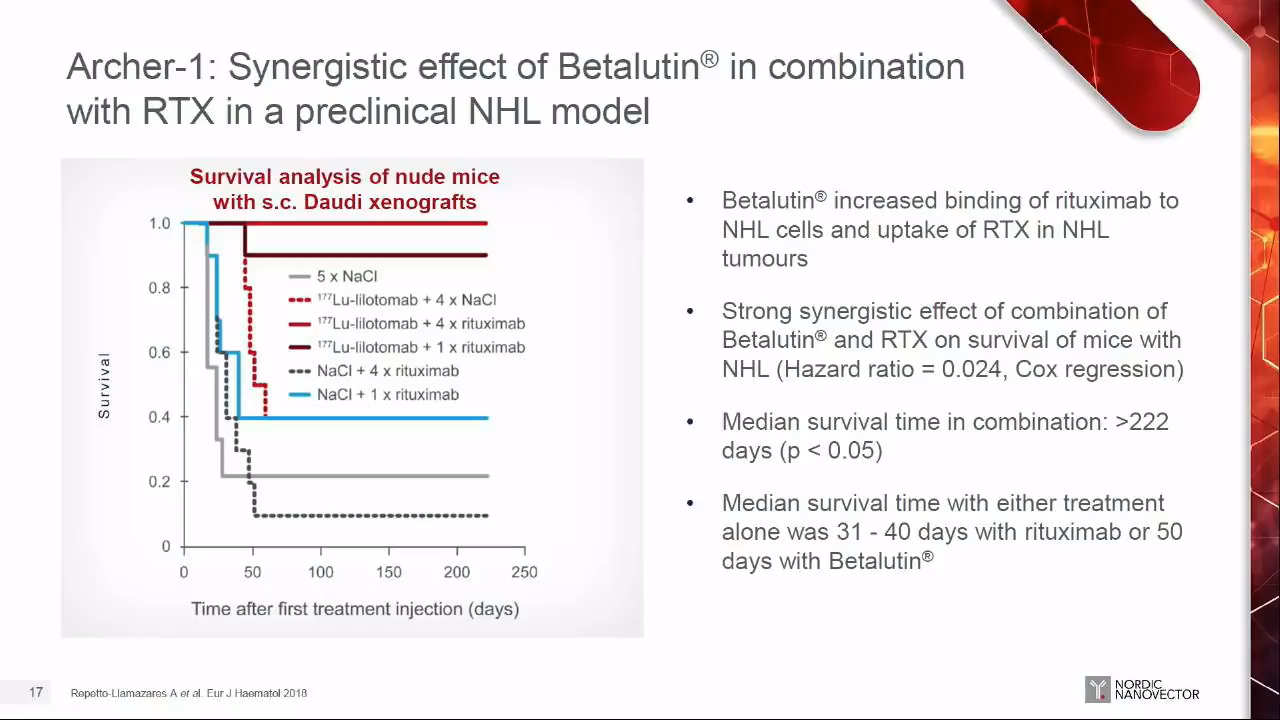 Archer-1: Synergistic effect of Betalutin® in combination
with RTX in a preclinical NHL model
Survival analysis of nude mice
with s.c. Daudi xenografts
1.0
0.8
0.6
0.4
0.2
0
Survival
5 x NaCl
¹⁷⁷Lu-lilotomab + 4 x NaCl
¹⁷⁷Lu-lilotomab + 4 x rituximab
¹⁷⁷Lu-lilotomab + 1 x rituximab
NaCl + 4 x rituximab
NaCl + 1 x rituximab
0 50 100 150 200 250
Time after first treatment injection (days)
• Betalutin® increased binding of rituximab to
NHL cells and uptake of RTX in NHL
tumours
• Strong synergistic effect of combination of
Betalutin® and RTX on survival of mice with
NHL (Hazard ratio = 0.024, Cox regression)
• Median survival time in combination: >222
days (p < 0.05)
• Median survival time with either treatment
alone was 31 - 40 days with rituximab or 50
days with Betalutin®
17
Repetto-Llamazares A et al. Eur J Haematol 2018
NORDIC
NANOVECTOR